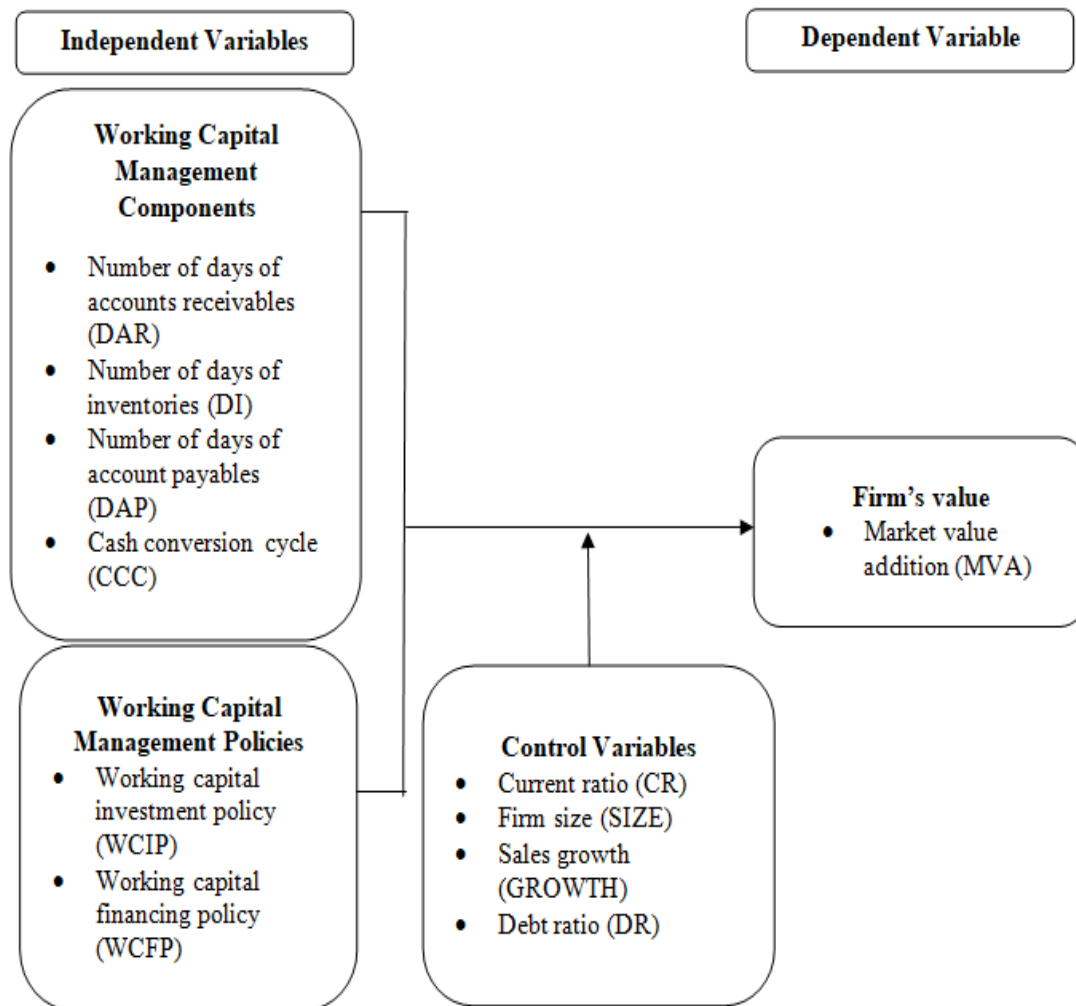 Independent Variables
Dependent Variable
Working Capital
Management
Components
• Number of days of
accounts receivables
(DAR)
• Number of days of
inventories (DI)
• Number of days of
account payables
(DAP)
• Cash conversion cycle
(CCC)
Firm's value
• Market value
addition (MVA)
Working Capital
Management Policies
• Working capital
investment policy
(WCIP)
• Working capital
financing policy
(WCFP)
Control Variables
• Current ratio (CR)
• Firm size (SIZE)
• Sales growth
(GROWTH)
• Debt ratio (DR)